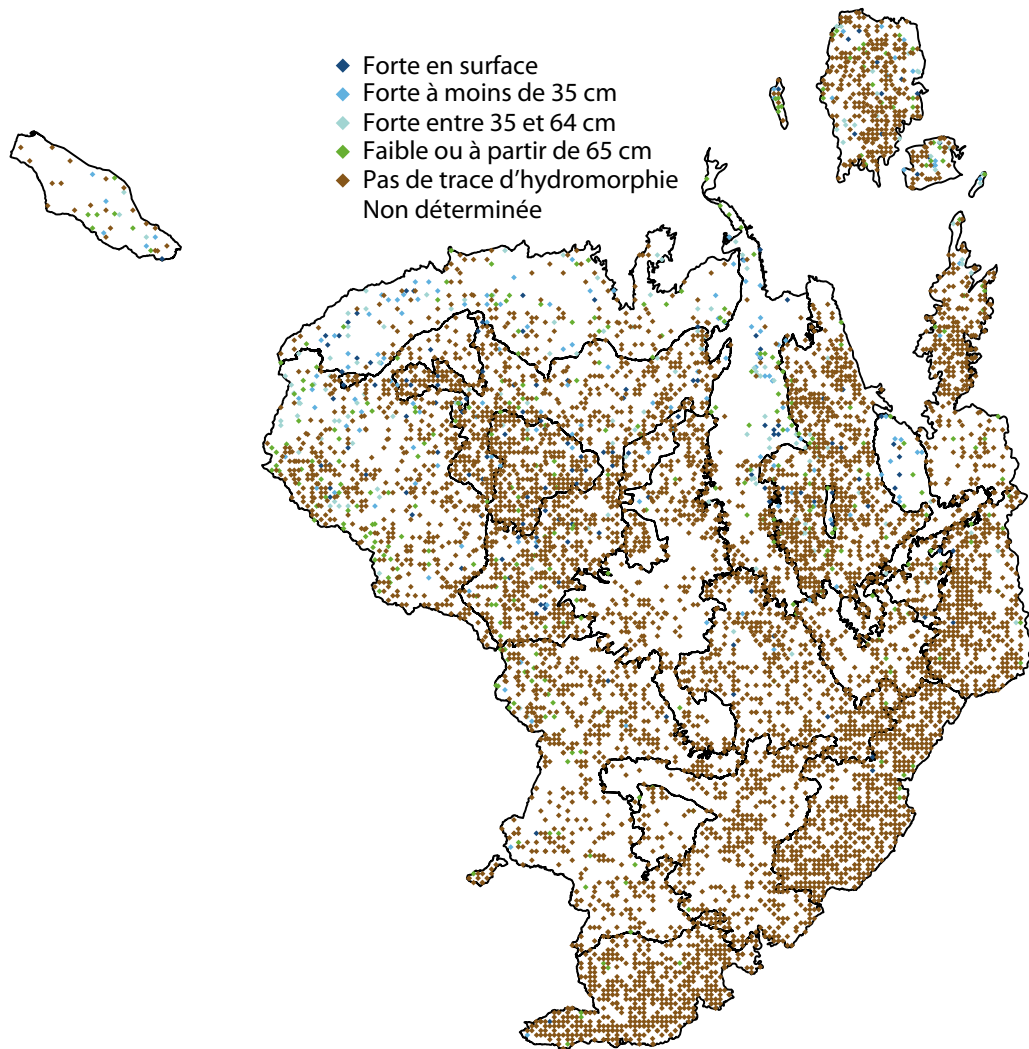 Forte en surface
Forte à moins de 35 cm
Forte entre 35 et 64 cm
Faible ou à partir de 65 cm
Pas de trace d'hydromorphie
Non déterminée